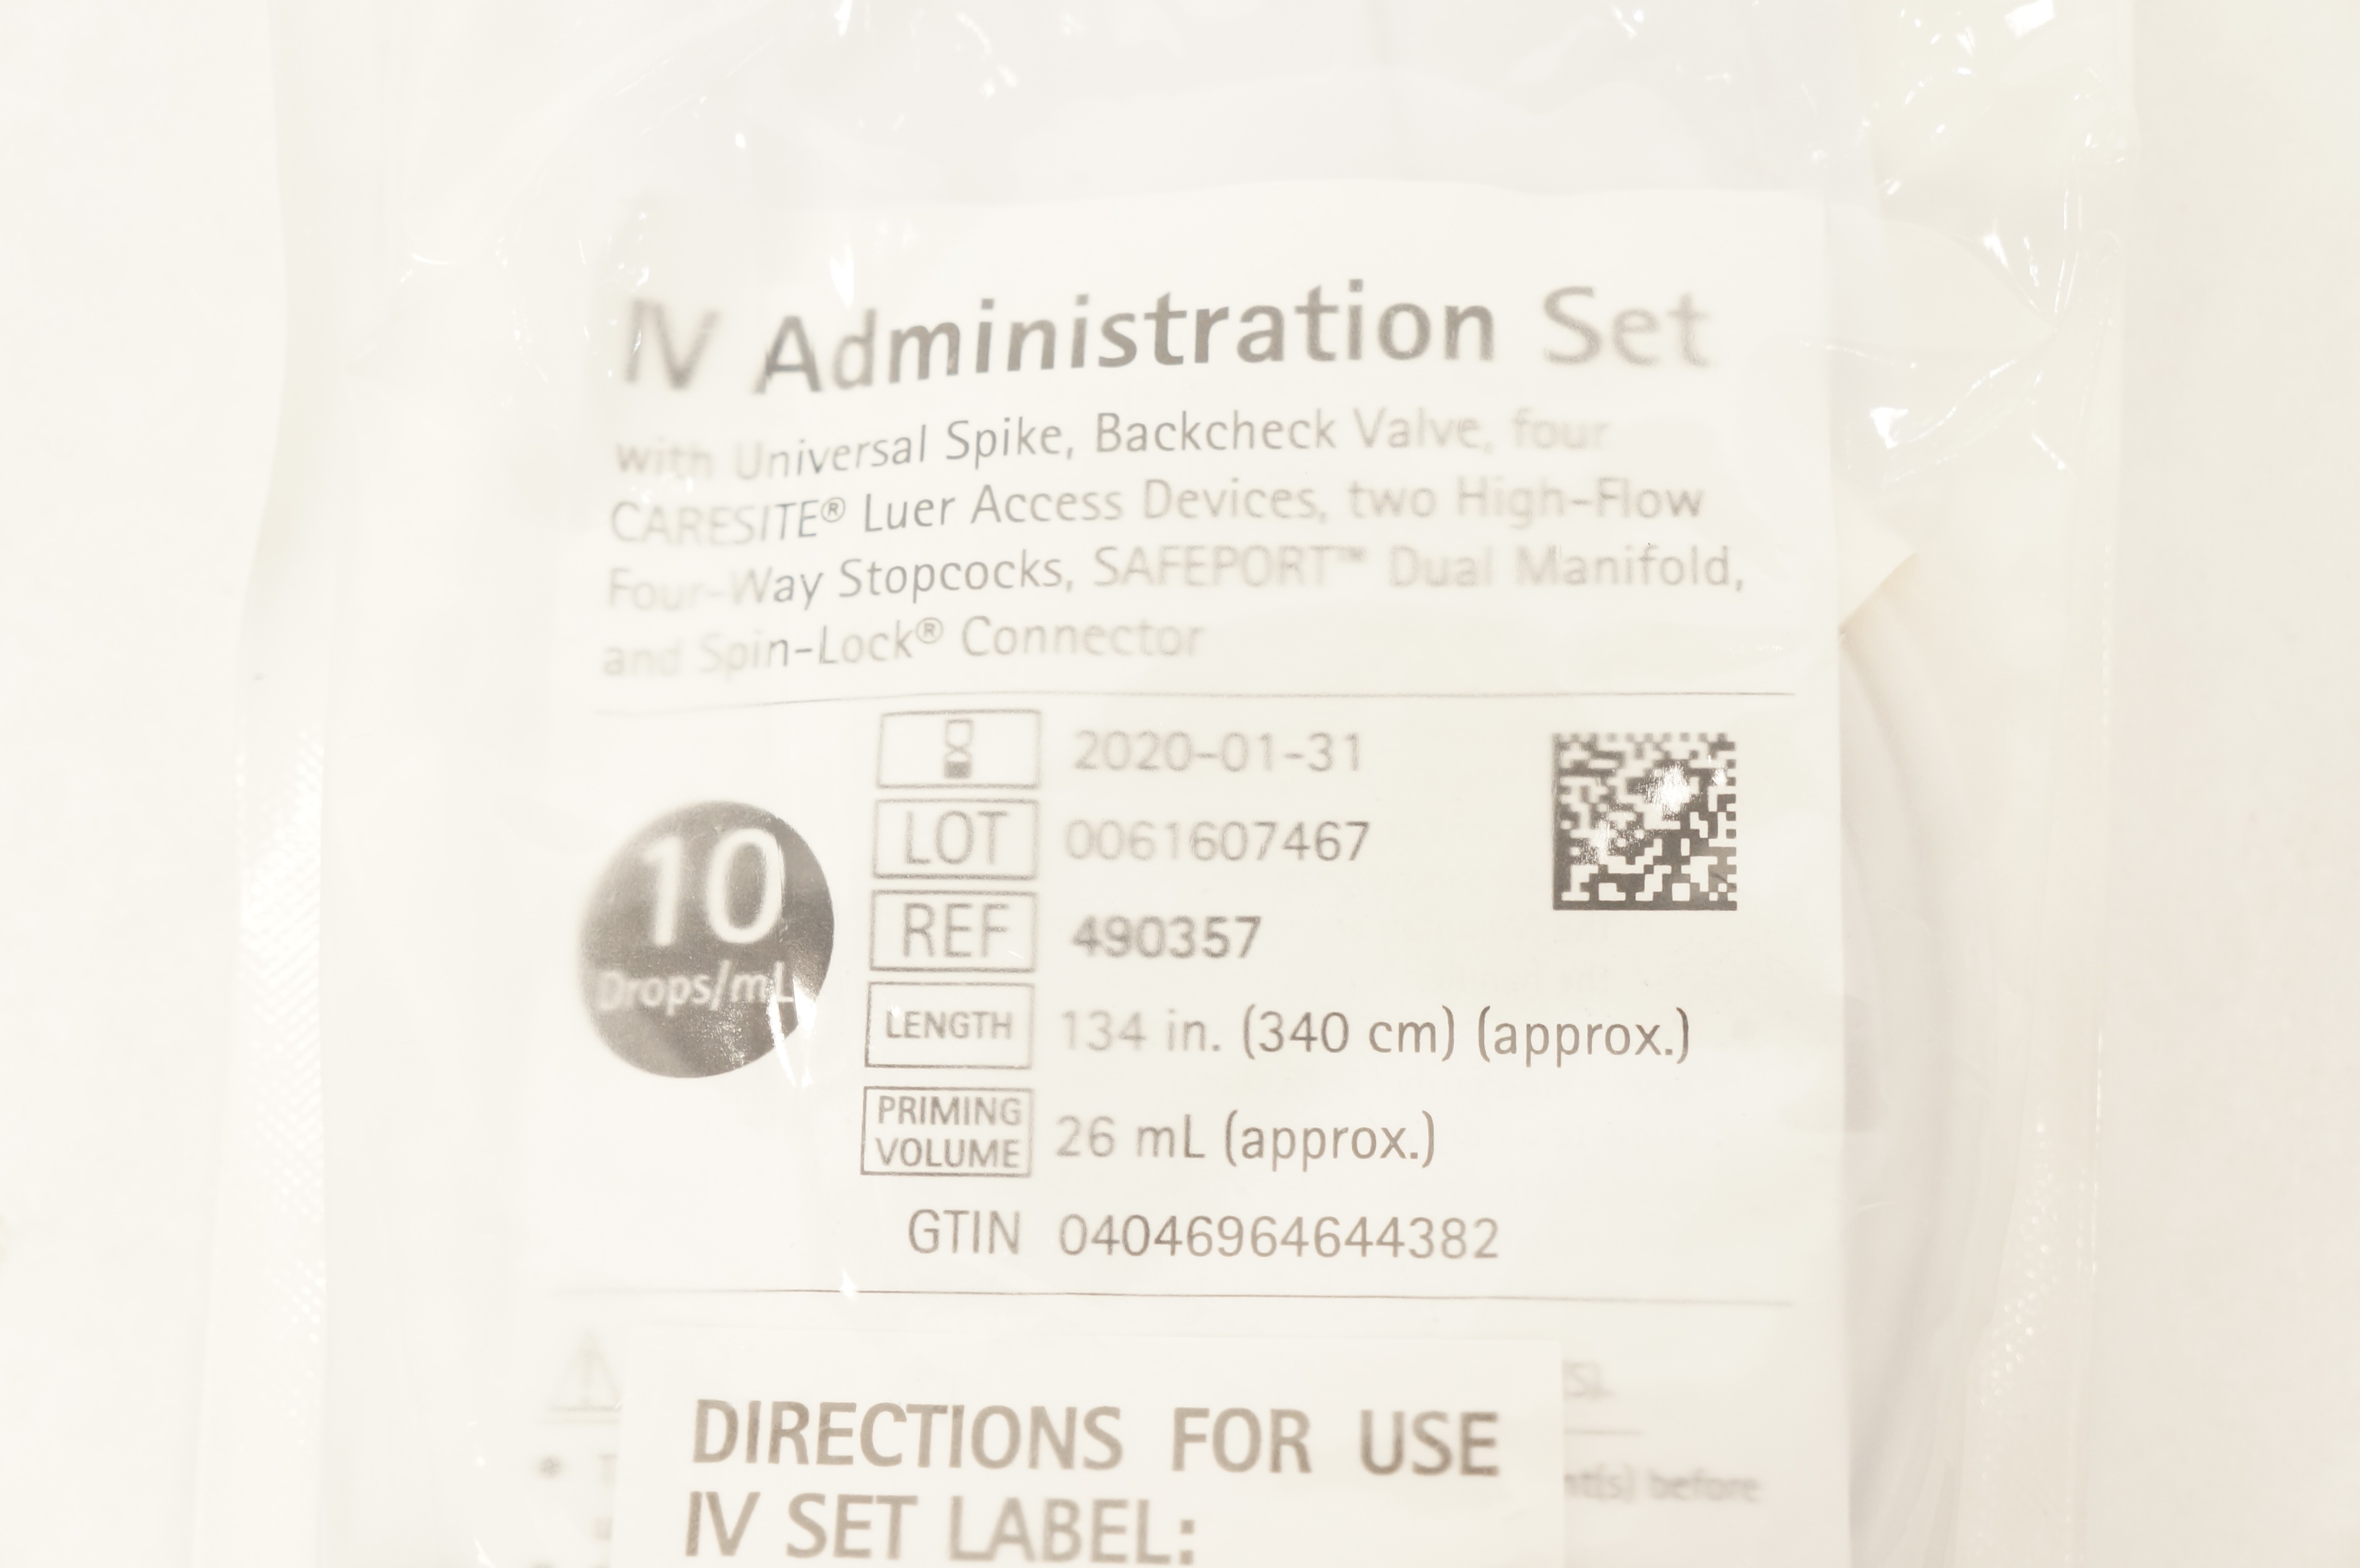 IV Administration Set
with Universal Spike, Backcheck Valve, four
CARESITE® Luer Access Devices, two High-Flow
Four-Way Stopcocks, SAFEPORT™ Dual Manifold,
and Spin-Lock® Connector
2020-01-31
LOT 0061607467
10 Drops/mL
REF 490357
LENGTH 134 in. (340 cm) (approx.)
PRIMING VOLUME 26 mL (approx.)
GTIN 04046964644382
DIRECTIONS FOR USE
before
IV SET LABEL: